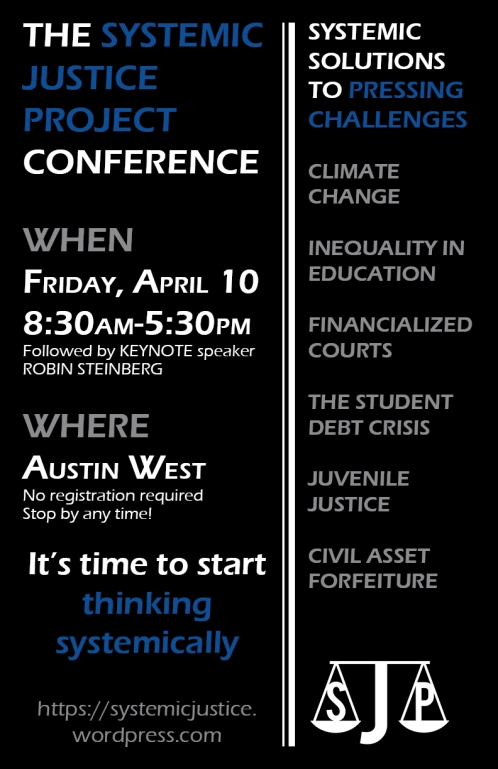 THE SYSTEMIC
JUSTICE
PROJECT
CONFERENCE
WHEN
FRIDAY, APRIL 10
8:30AM-5:30PM
Followed by KEYNOTE speaker
ROBIN STEINBERG
WHERE
AUSTIN WEST
No registration required
Stop by any time!
It's time to start
thinking
systemically
https://systemicjustice.
wordpress.com
SYSTEMIC
SOLUTIONS
TO PRESSING
CHALLENGES
CLIMATE
CHANGE
INEQUALITY IN
EDUCATION
FINANCIALIZED
COURTS
THE STUDENT
DEBT CRISIS
JUVENILE
JUSTICE
CIVIL ASSET
FORFEITURE
SJP